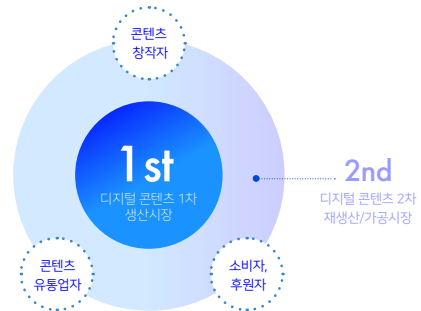 콘텐츠
창작자
1st
디지털 콘텐츠 1차
생산시장
2nd
디지털 콘텐츠 2차
재생산/가공시장
콘텐츠
유통업자
소비자,
후원자